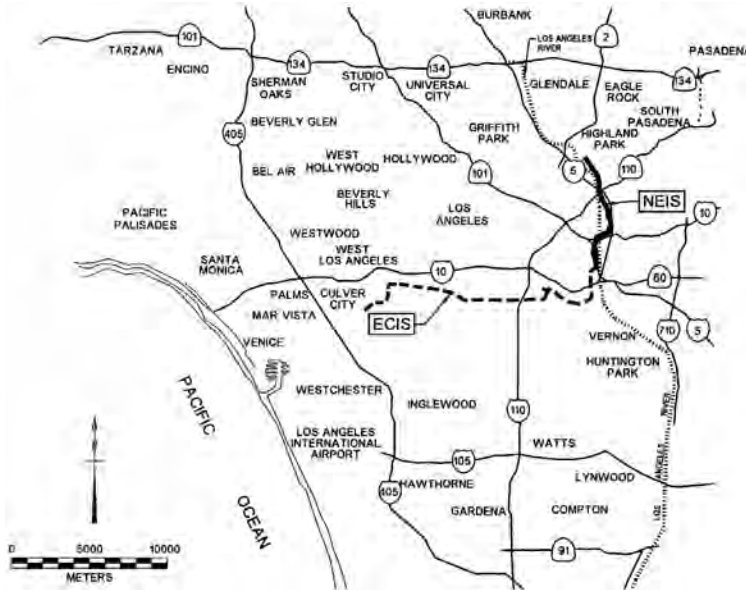 BURBANK
LOS ANGELES
RIVER
2
101
TARZANA
ENCINO
134
SHERMAN
OAKS
STUDIO
CITY
134
UNIVERSAL
CITY
GLENDALE
EAGLE
ROCK
134
PASADENA
SOUTH
PASADENA
405
BEVERLY GLEN
GRIFFITH
PARK
HIGHLAND
PARK
110
BEL AIR
WEST
HOLLYWOOD
HOLLYWOOD
101
5
NEIS
BEVERLY
HILLS
LOS
ANGELES
10
PACIFIC
PALISADES
WESTWOOD
WEST
LOS ANGELES
SANTA
MONICA
10
60
PALMS
CULVER
CITY
MAR VISTA
ECIS
VENICE
VERNON
710
5
HUNTINGTON
PARK
PACIFIC
OCEAN
WESTCHESTER
INGLEWOOD
110
LOS ANGELES
INTERNATIONAL
AIRPORT
105
WATTS
LYNWOOD
405
HAWTHORNE
GARDENA
COMPTON
LOS ANGELES RIVER
91
0 5000 10000
METERS